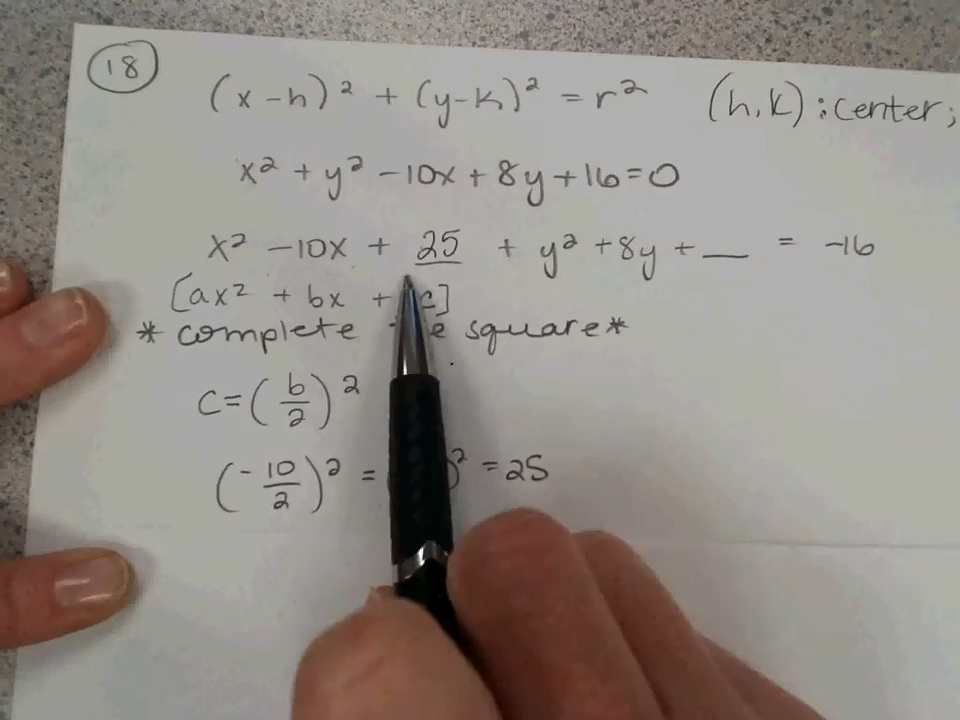 18
(x-h)² + (y-k)² = r² (h,k) : center;
x² + y² -10x + 8y + 16 = 0
x² -10x + 25 + y² + 8y + __ = -16
[ax² + bx + c]
* complete square *
c = (b/2)²
(-10/2)² = )² = 25